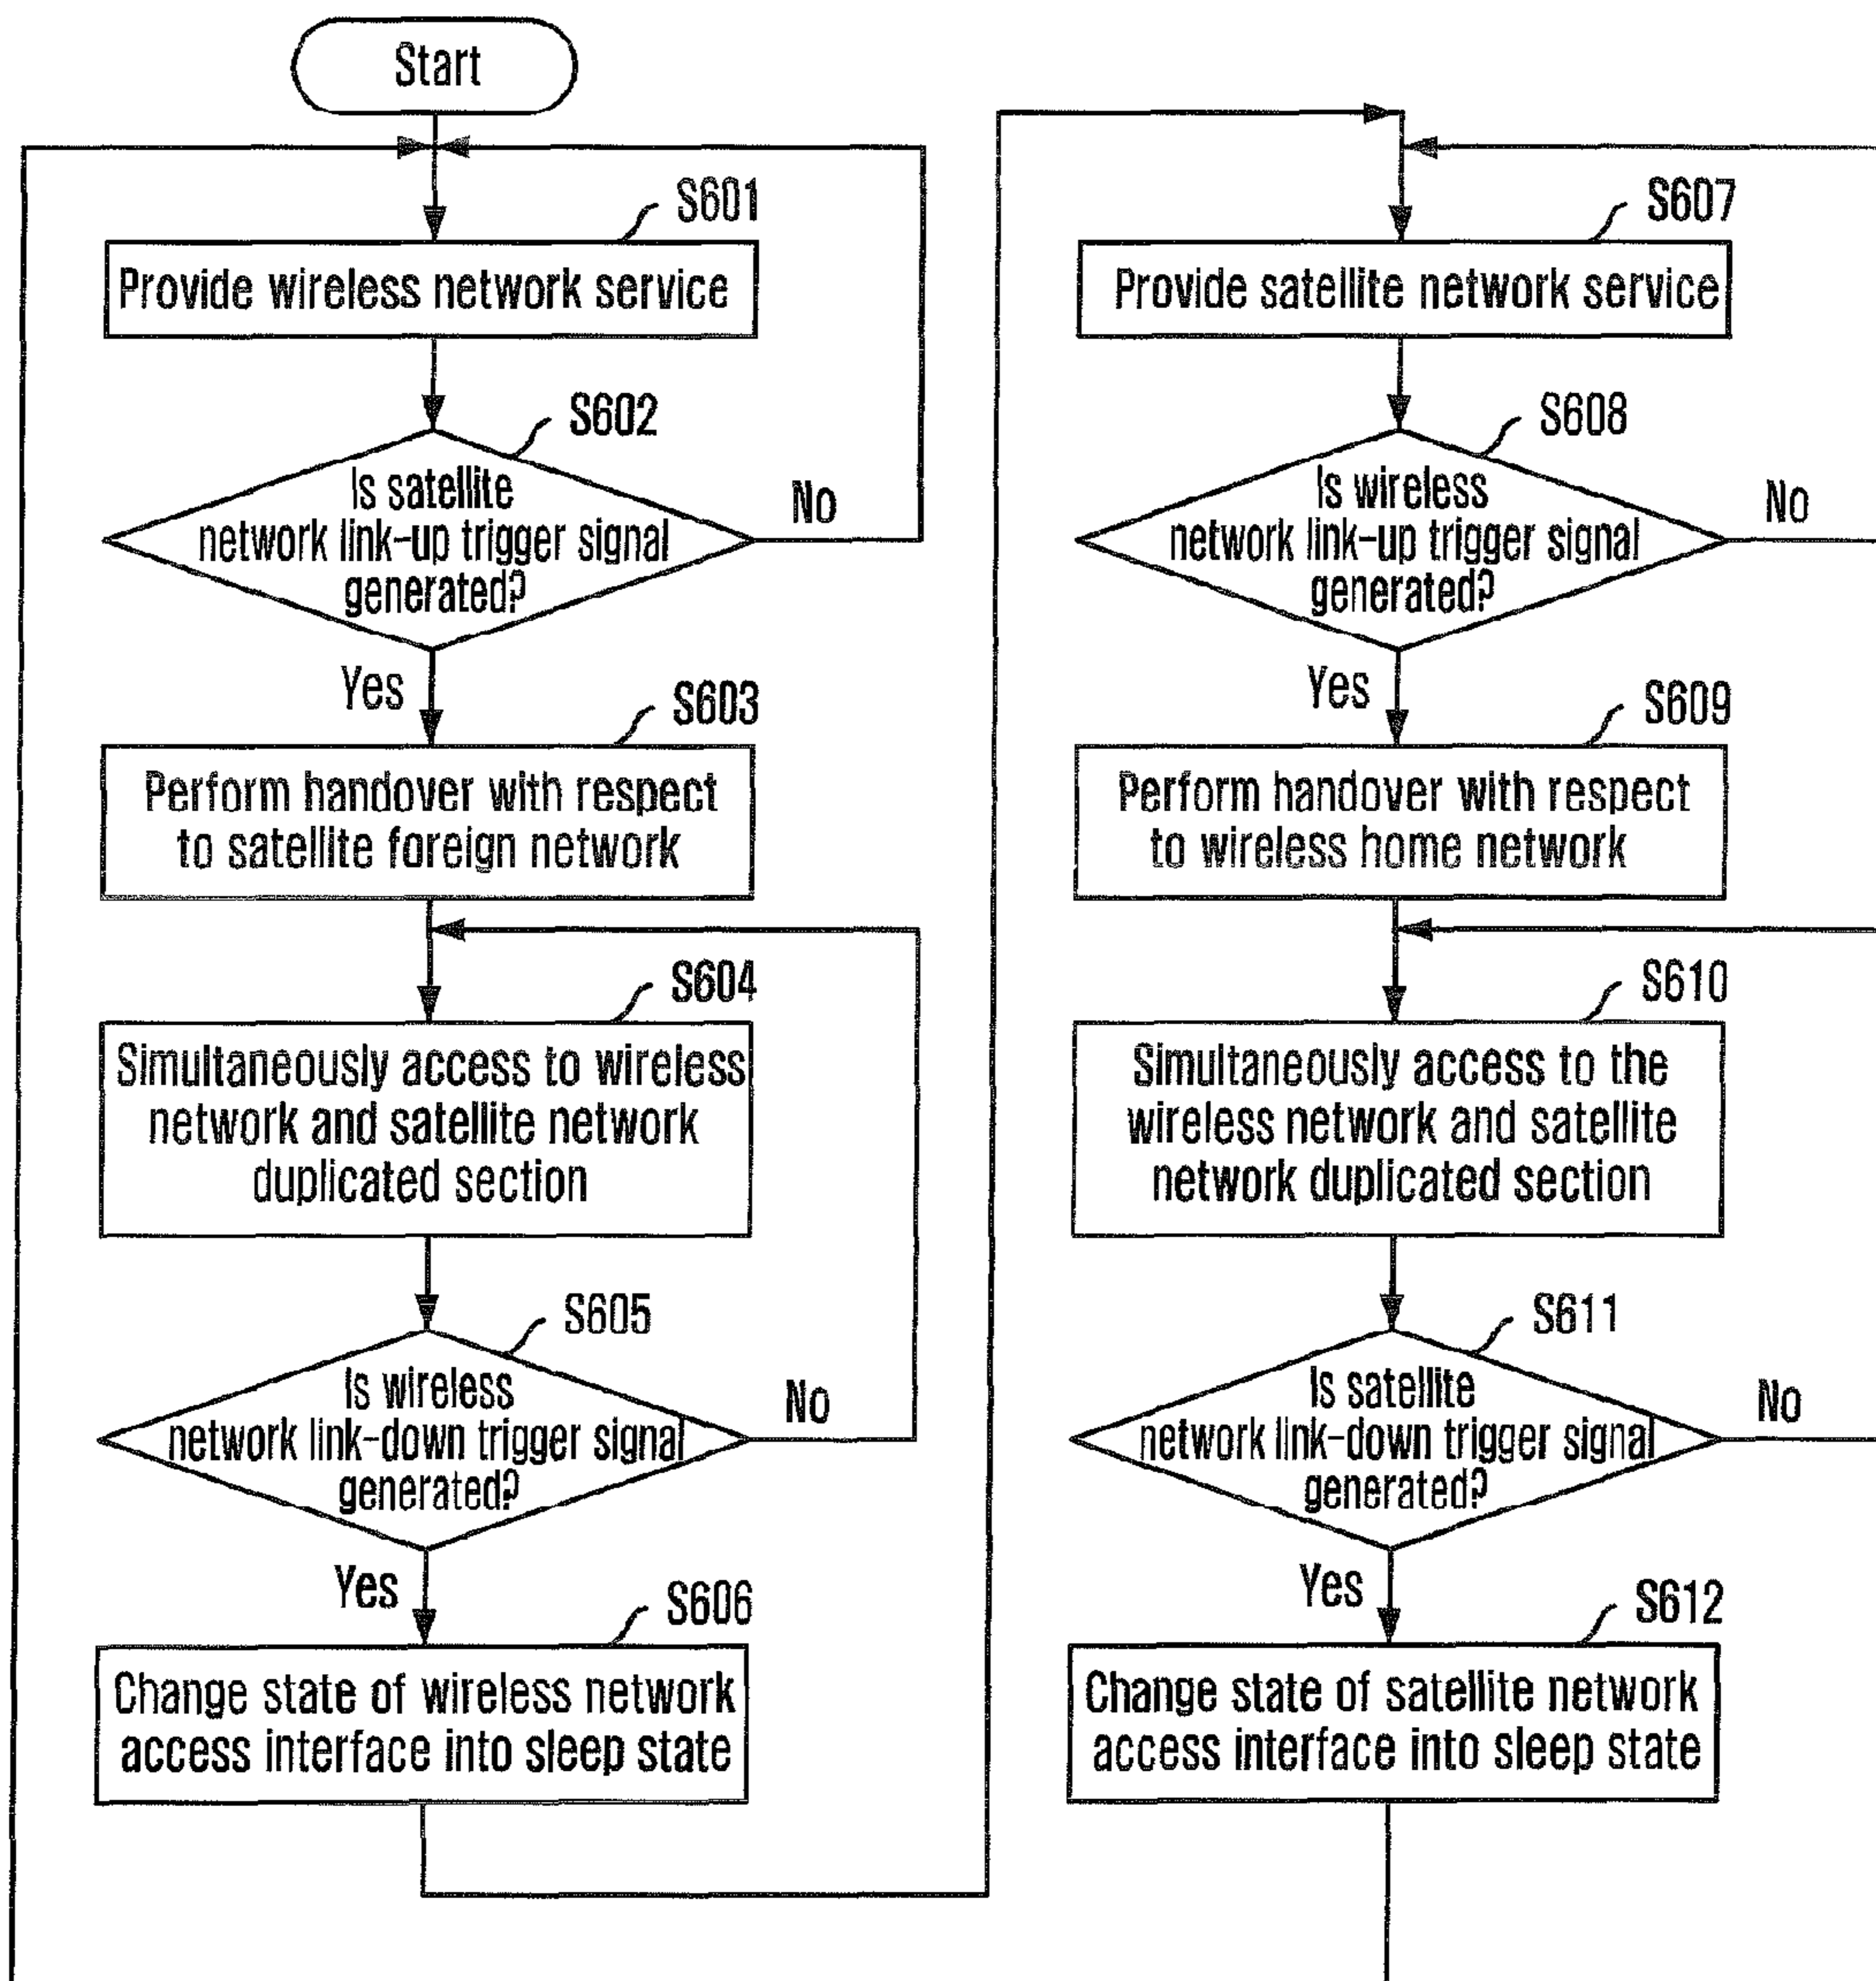 Start
S601
Provide wireless network service
S602
Is satellite
network link-up trigger signal
generated?
No
Yes
S603
Perform handover with respect
to satellite foreign network
S604
Simultaneously access to wireless
network and satellite network
duplicated section
S605
Is wireless
network link-down trigger signal
generated?
No
Yes
S606
Change state of wireless network
access interface into sleep state
S607
Provide satellite network service
S608
Is wireless
network link-up trigger signal
generated?
No
Yes
S609
Perform handover with respect
to wireless home network
S610
Simultaneously access to the
wireless network and satellite
network duplicated section
S611
Is satellite
network link-down trigger signal
generated?
No
Yes
S612
Change state of satellite network
access interface into sleep state